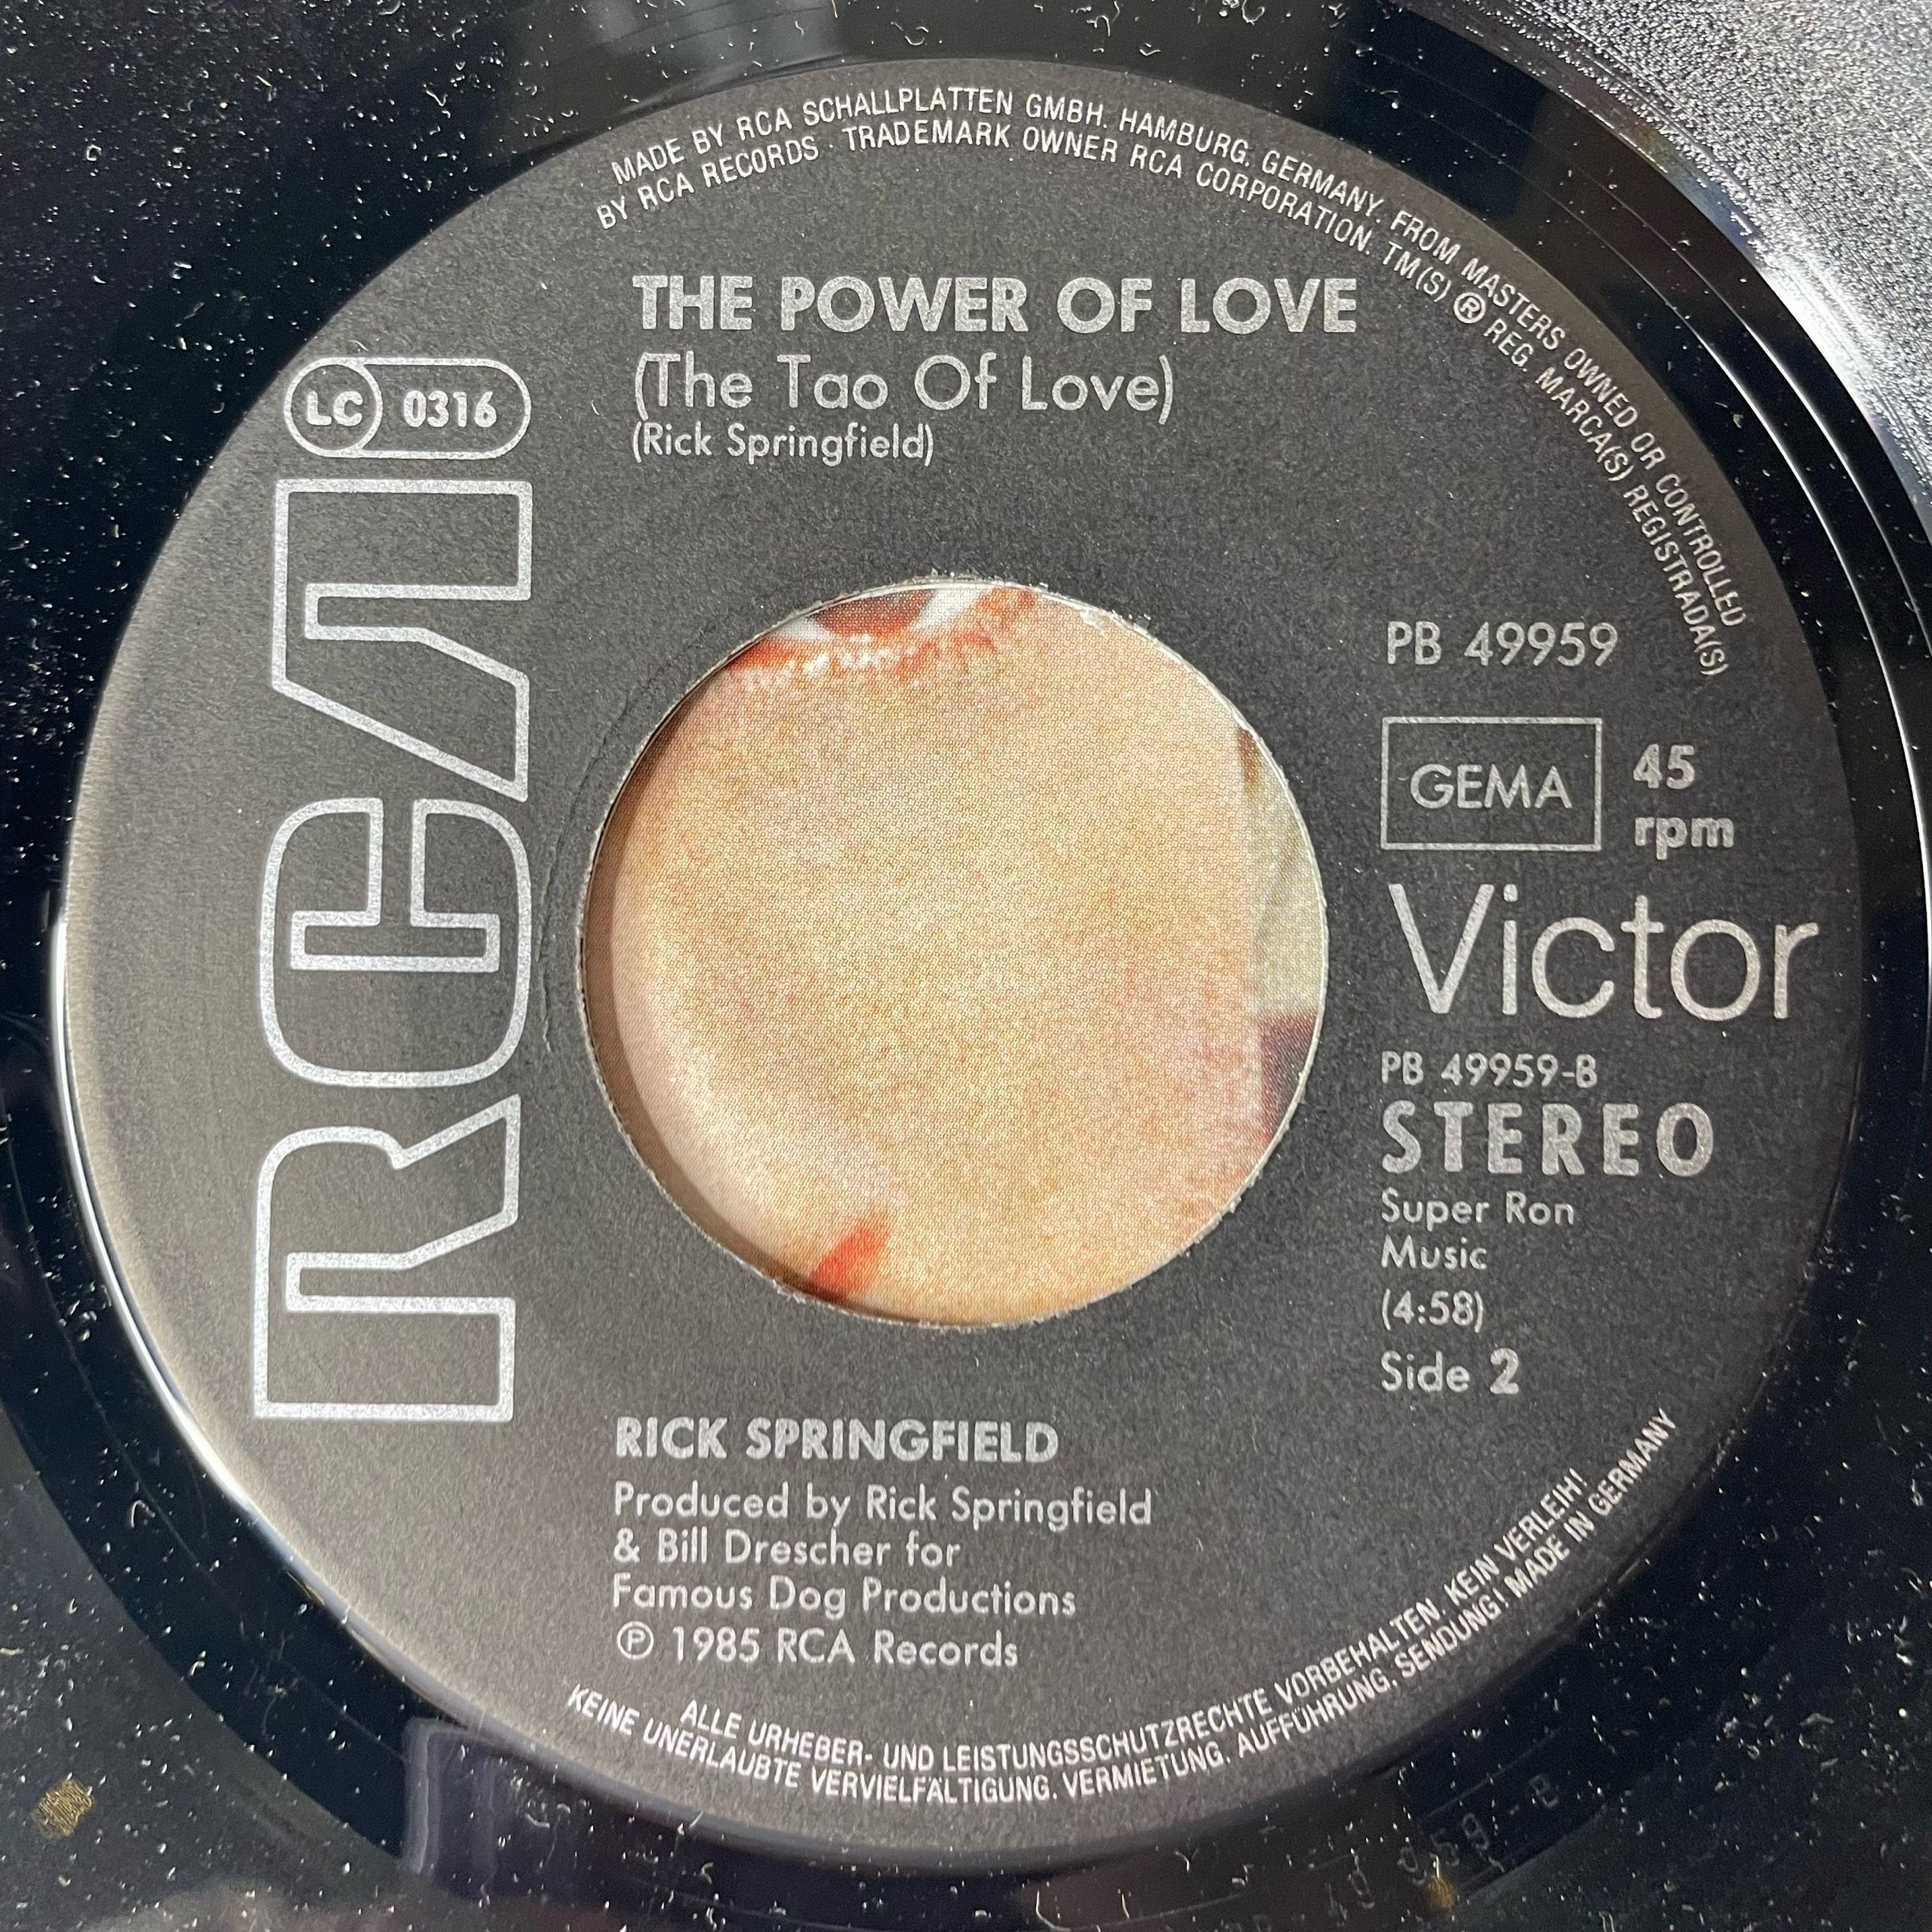 MADE BY RCA SCHALLPLATTEN GMBH. HAMBURG. GERMANY. FROM MASTERS OWNED OR CONTROLLED
BY RCA RECORDS · TRADEMARK OWNER RCA CORPORATION. TM(S) ® REG. MARCA(S) REGISTRADA(S)
THE POWER OF LOVE
(The Tao Of Love)
(Rick Springfield)
LC 0316
RCA
PB 49959
GEMA
45
rpm
Victor
PB 49959-B
STEREO
Super Ron
Music
(4:58)
Side 2
RICK SPRINGFIELD
Produced by Rick Springfield
& Bill Drescher for
Famous Dog Productions
℗ 1985 RCA Records
ALLE URHEBER- UND LEISTUNGSSCHUTZRECHTE VORBEHALTEN. KEIN VERLEIH!
KEINE UNERLAUBTE VERVIELFÄLTIGUNG. VERMIETUNG. AUFFÜHRUNG. SENDUNG! MADE IN GERMANY